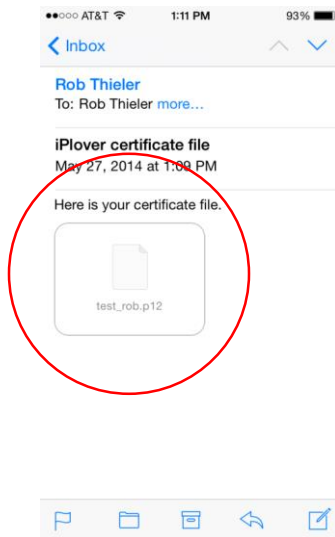 AT&T 1:11 PM 93%
Inbox
Rob Thieler
To: Rob Thieler more...
iPlover certificate file
May 27, 2014 at 1:09 PM
Here is your certificate file.
test_rob.p12